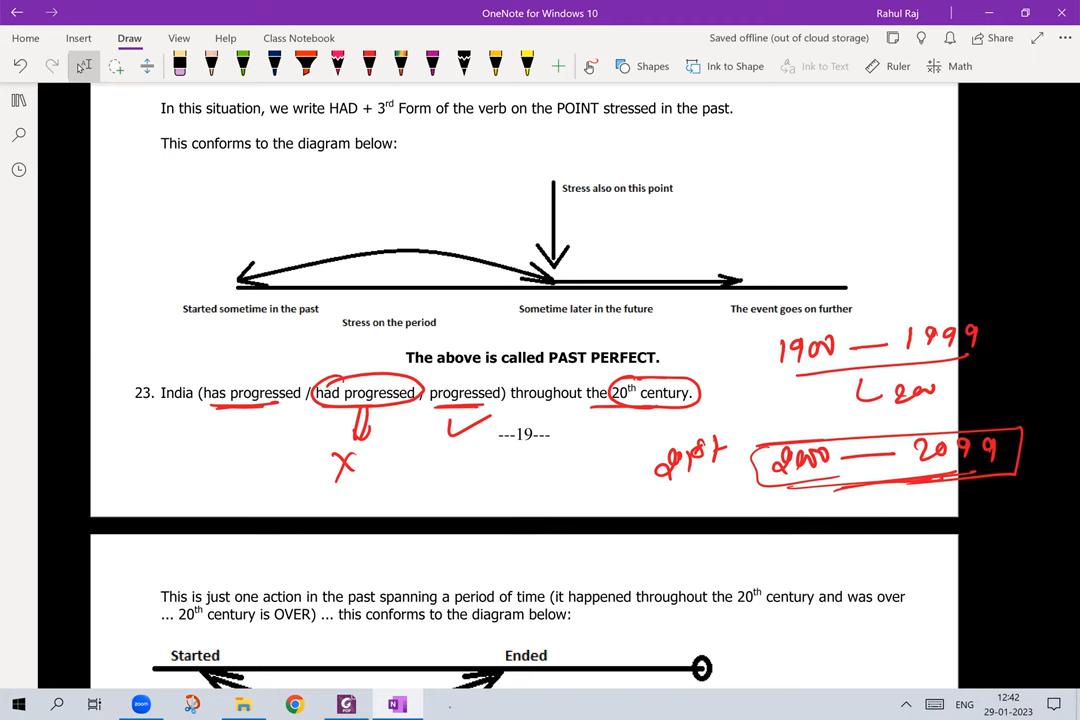 OneNote for Windows 10
Rahul Raj
Home Insert Draw View Help Class Notebook
Saved offline (out of cloud storage)
Share
Shapes Ink to Shape Ink to Text Ruler Math
In this situation, we write HAD + 3rd Form of the verb on the POINT stressed in the past.
This conforms to the diagram below:
Stress also on this point
Started sometime in the past
Sometime later in the future
The event goes on further
Stress on the period
1900 — 1999
The above is called PAST PERFECT.
23. India (has progressed / had progressed / progressed) throughout the 20th century.
---19---
2000 — 2099
X
This is just one action in the past spanning a period of time (it happened throughout the 20th century and was over
... 20th century is OVER) ... this conforms to the diagram below:
Started
Ended
ENG
12:42
29-01-2023